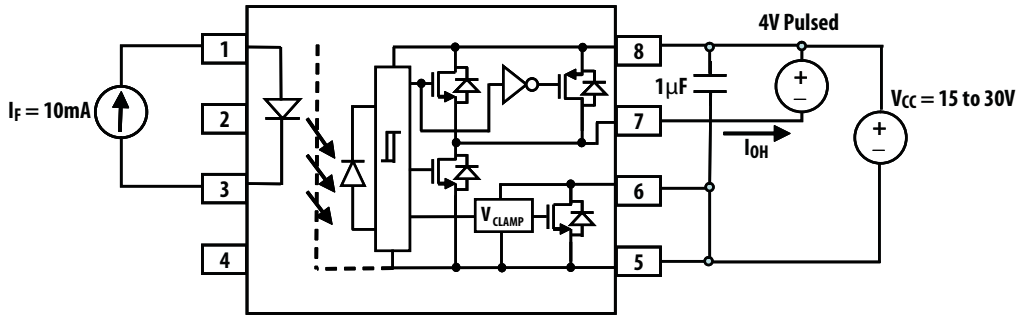 4V Pulsed
1
8
1µF
I_F = 10mA
2
7
V_CC = 15 to 30V
I_OH
3
6
V_CLAMP
4
5